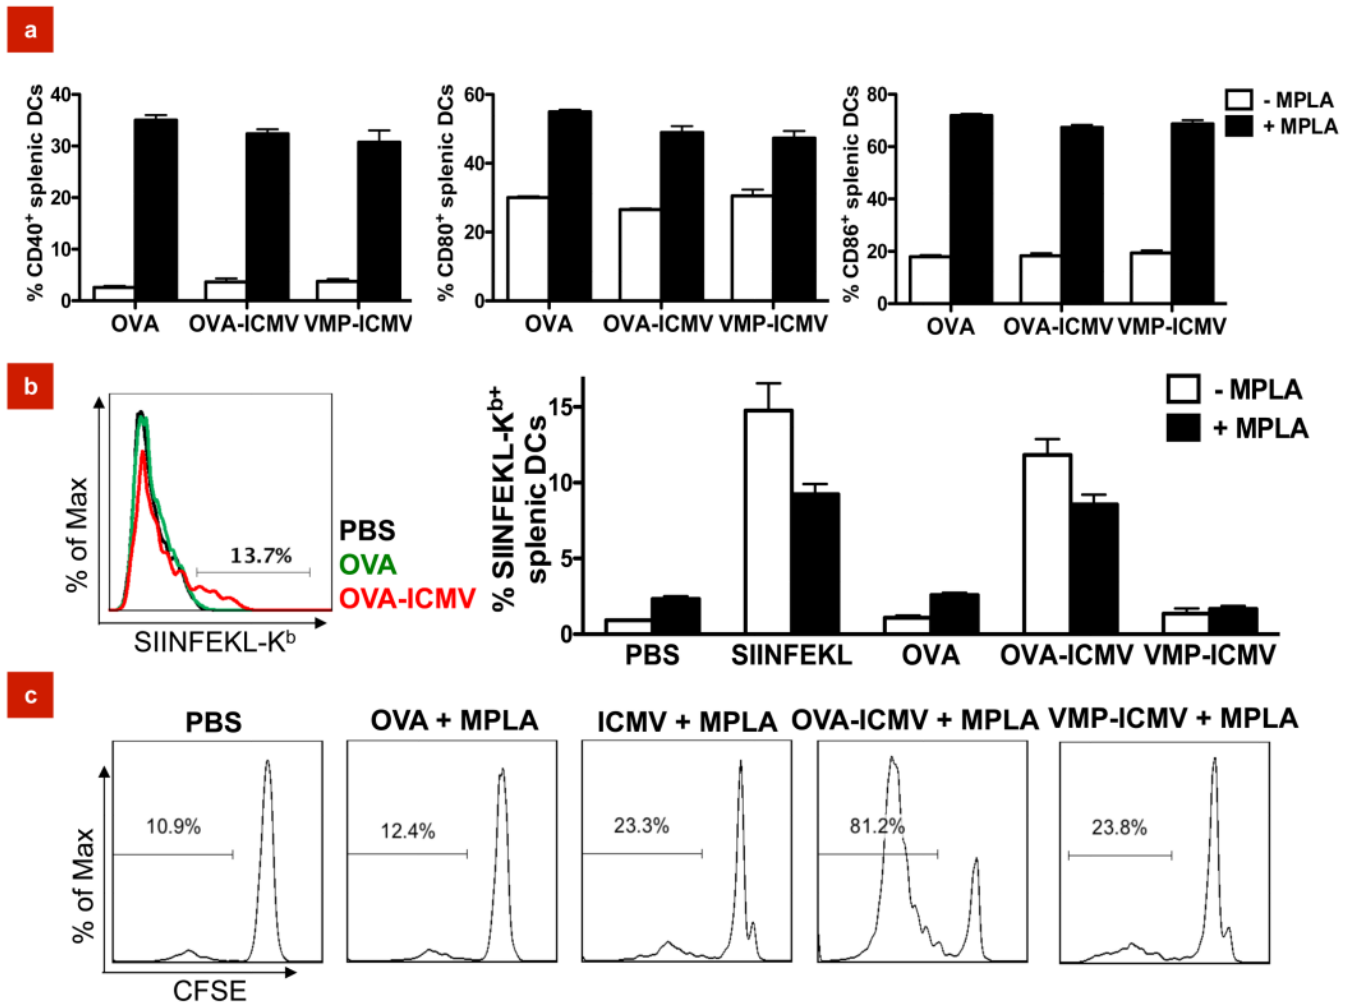 a
% CD40+ splenic DCs
40
30
20
10
0
OVA OVA-ICMV VMP-ICMV
% CD80+ splenic DCs
60
40
20
0
OVA OVA-ICMV VMP-ICMV
% CD86+ splenic DCs
80
60
40
20
0
OVA OVA-ICMV VMP-ICMV
- MPLA
+ MPLA
b
% of Max
13.7%
SIINFEKL-Kb
PBS
OVA
OVA-ICMV
% SIINFEKL-Kb+
splenic DCs
15
10
5
0
PBS SIINFEKL OVA OVA-ICMV VMP-ICMV
- MPLA
+ MPLA
c
PBS OVA + MPLA ICMV + MPLA OVA-ICMV + MPLA VMP-ICMV + MPLA
% of Max
10.9% 12.4% 23.3% 81.2% 23.8%
CFSE